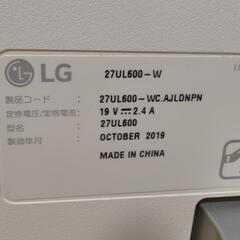 LG
27UL600-W
製品コード : 27UL600-WC.AJLDNPN
定格電圧/定格電流: 19 V ⎓ 2.4 A
型名 : 27UL600
製造年月 : OCTOBER 2019
MADE IN CHINA